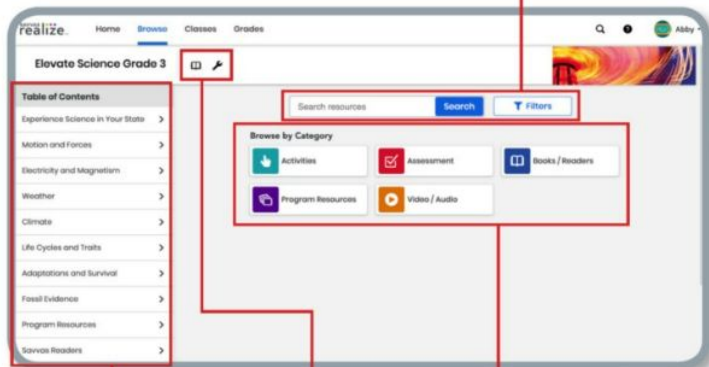 savvas
realize.
Home Browse Classes Grades
Abby
Elevate Science Grade 3
Table of Contents
Experience Science in Your State
Motion and Forces
Electricity and Magnetism
Weather
Climate
Life Cycles and Traits
Adaptations and Survival
Fossil Evidence
Program Resources
Savvas Readers
Search resources Search Filters
Browse by Category
Activities Assessment Books / Readers
Program Resources Video / Audio